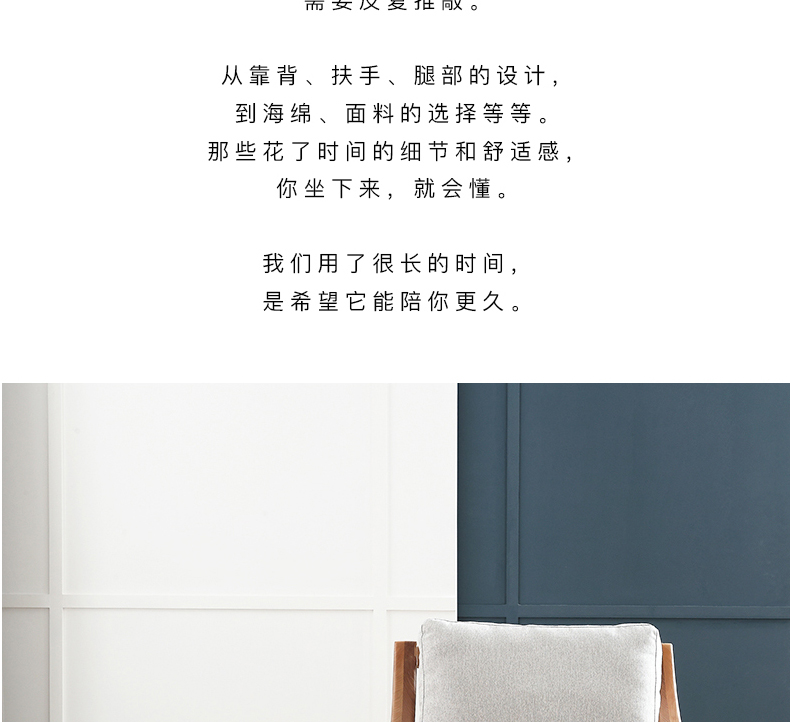 需要反复推敲。
从靠背、扶手、腿部的设计，
到海绵、面料的选择等等。
那些花了时间的细节和舒适感，
你坐下来，就会懂。
我们用了很长的时间，
是希望它能陪你更久。